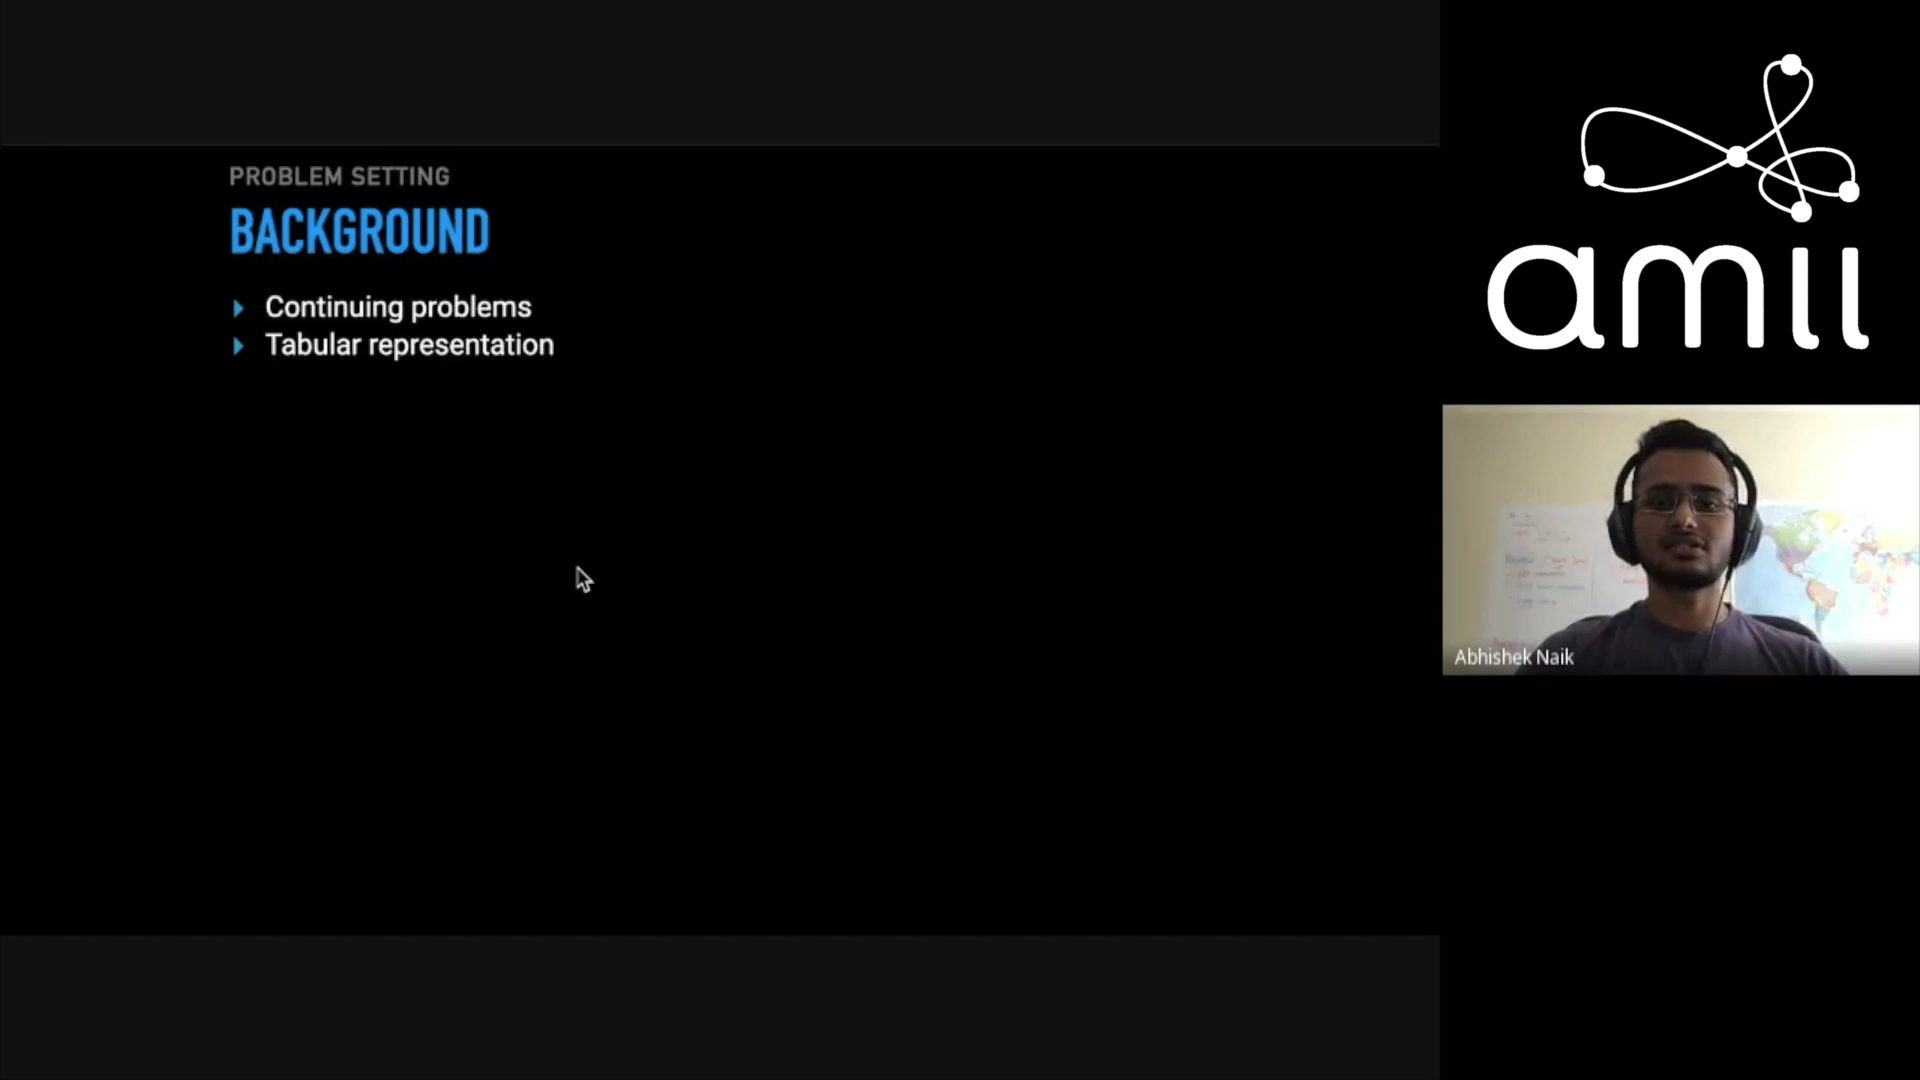 PROBLEM SETTING
BACKGROUND
Continuing problems
Tabular representation
amii
Abhishek Naik